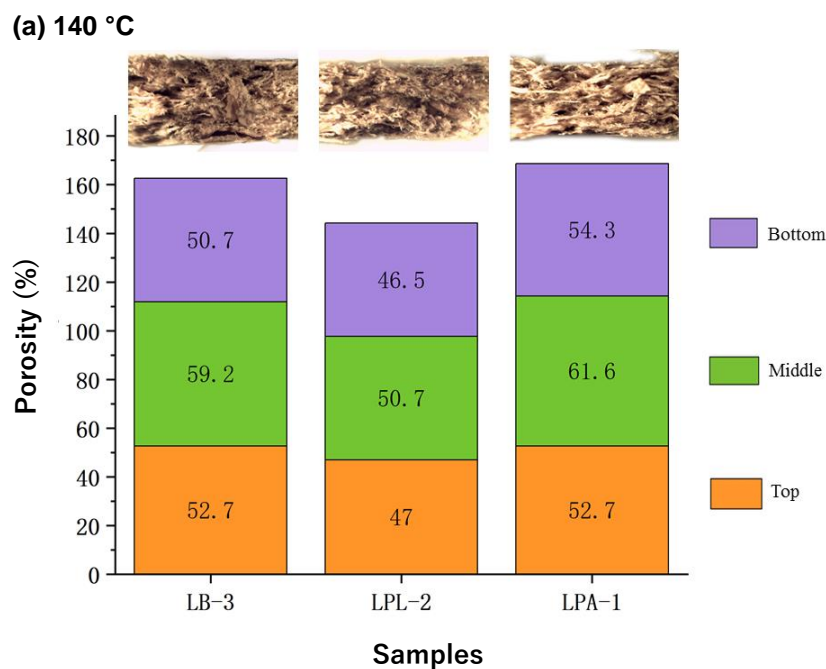 (a) 140 °C
180
160
140
120
100
80
60
40
20
0
Porosity (%)
50.7
59.2
52.7
46.5
50.7
47
54.3
61.6
52.7
LB-3
LPL-2
LPA-1
Samples
Bottom
Middle
Top